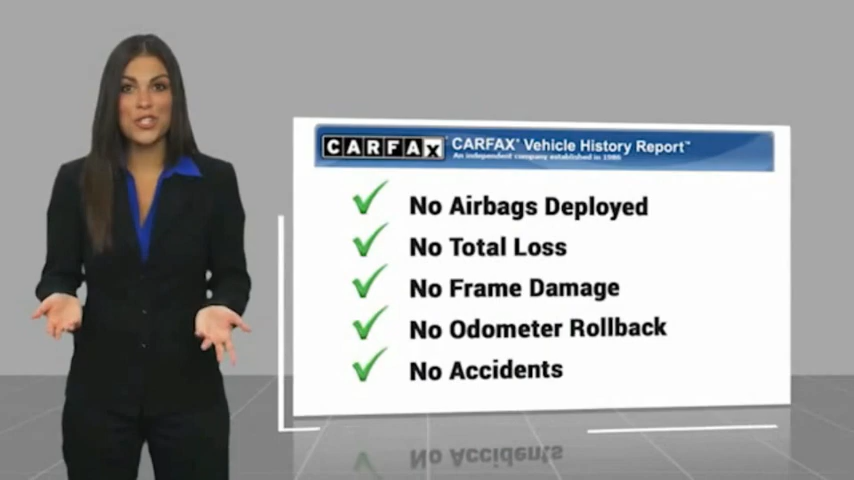 CARFAX CARFAX® Vehicle History Report™
An independent company established in 1986
No Airbags Deployed
No Total Loss
No Frame Damage
No Odometer Rollback
No Accidents
No Accidents